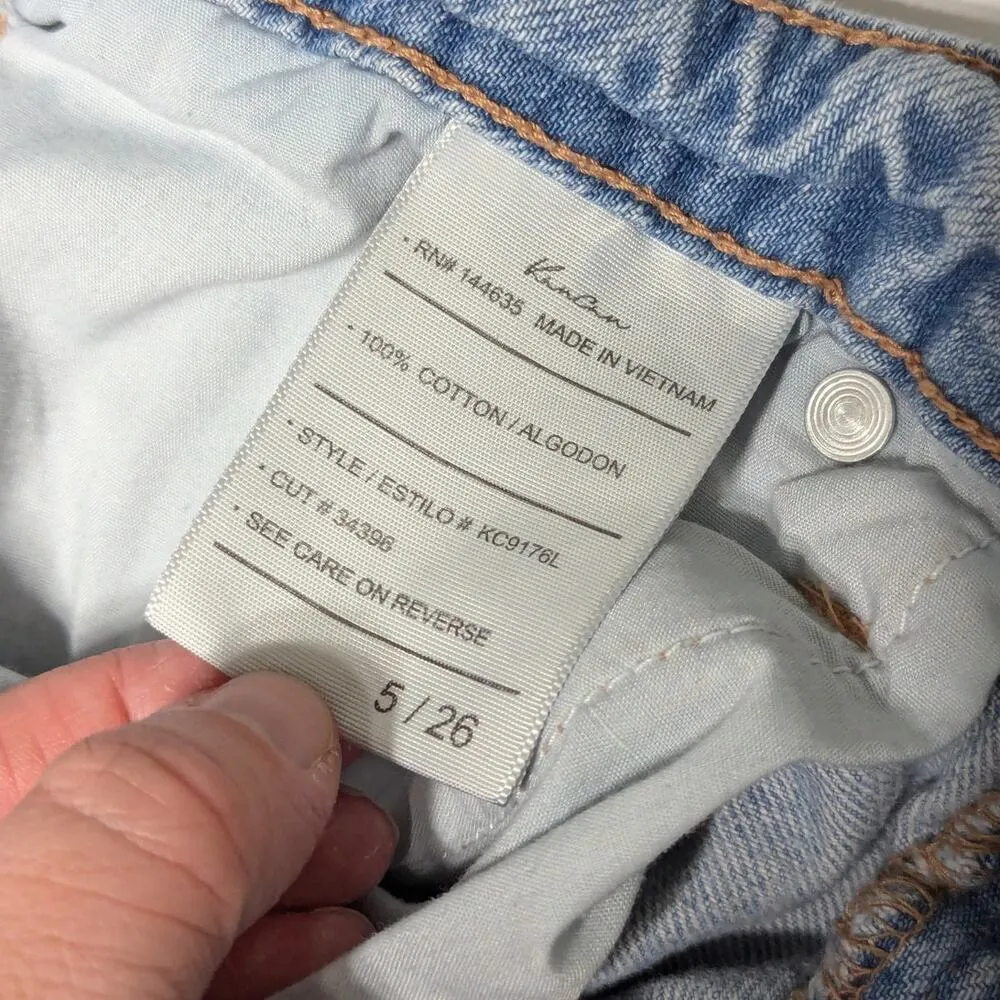 KanCan
• RN# 144635 MADE IN VIETNAM
• 100% COTTON / ALGODON
• STYLE / ESTILO # KC9176L
• CUT # 34396
• SEE CARE ON REVERSE
5 / 26